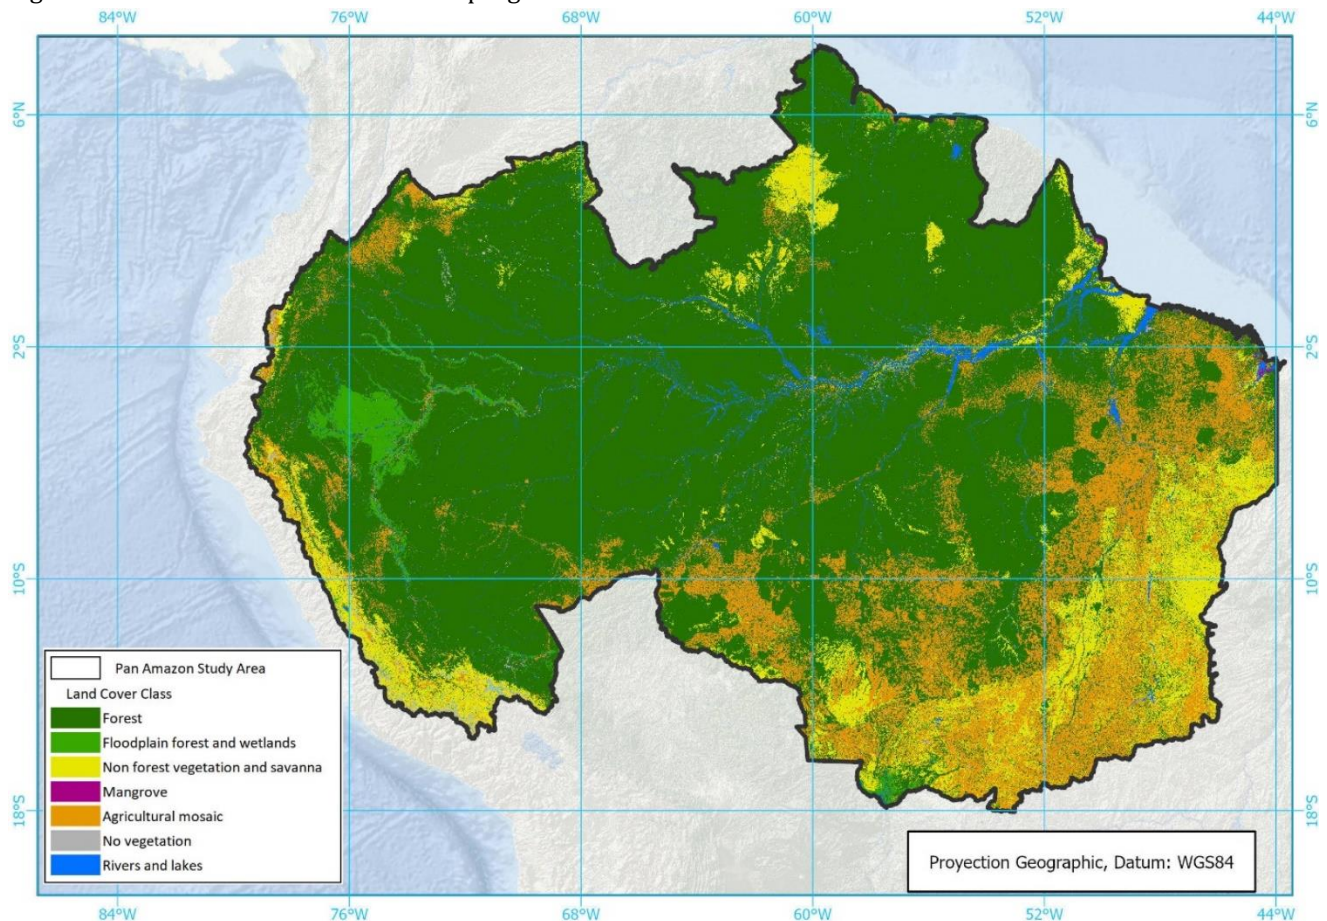 84°W 76°W 68°W 60°W 52°W 44°W
6°N 6°N
2°S 2°S
10°S 10°S
Pan Amazon Study Area
Land Cover Class
Forest
Floodplain forest and wetlands
Non forest vegetation and savanna
Mangrove
Agricultural mosaic
No vegetation
Rivers and lakes
18°S 18°S
Proyection Geographic, Datum: WGS84
84°W 76°W 68°W 60°W 52°W 44°W